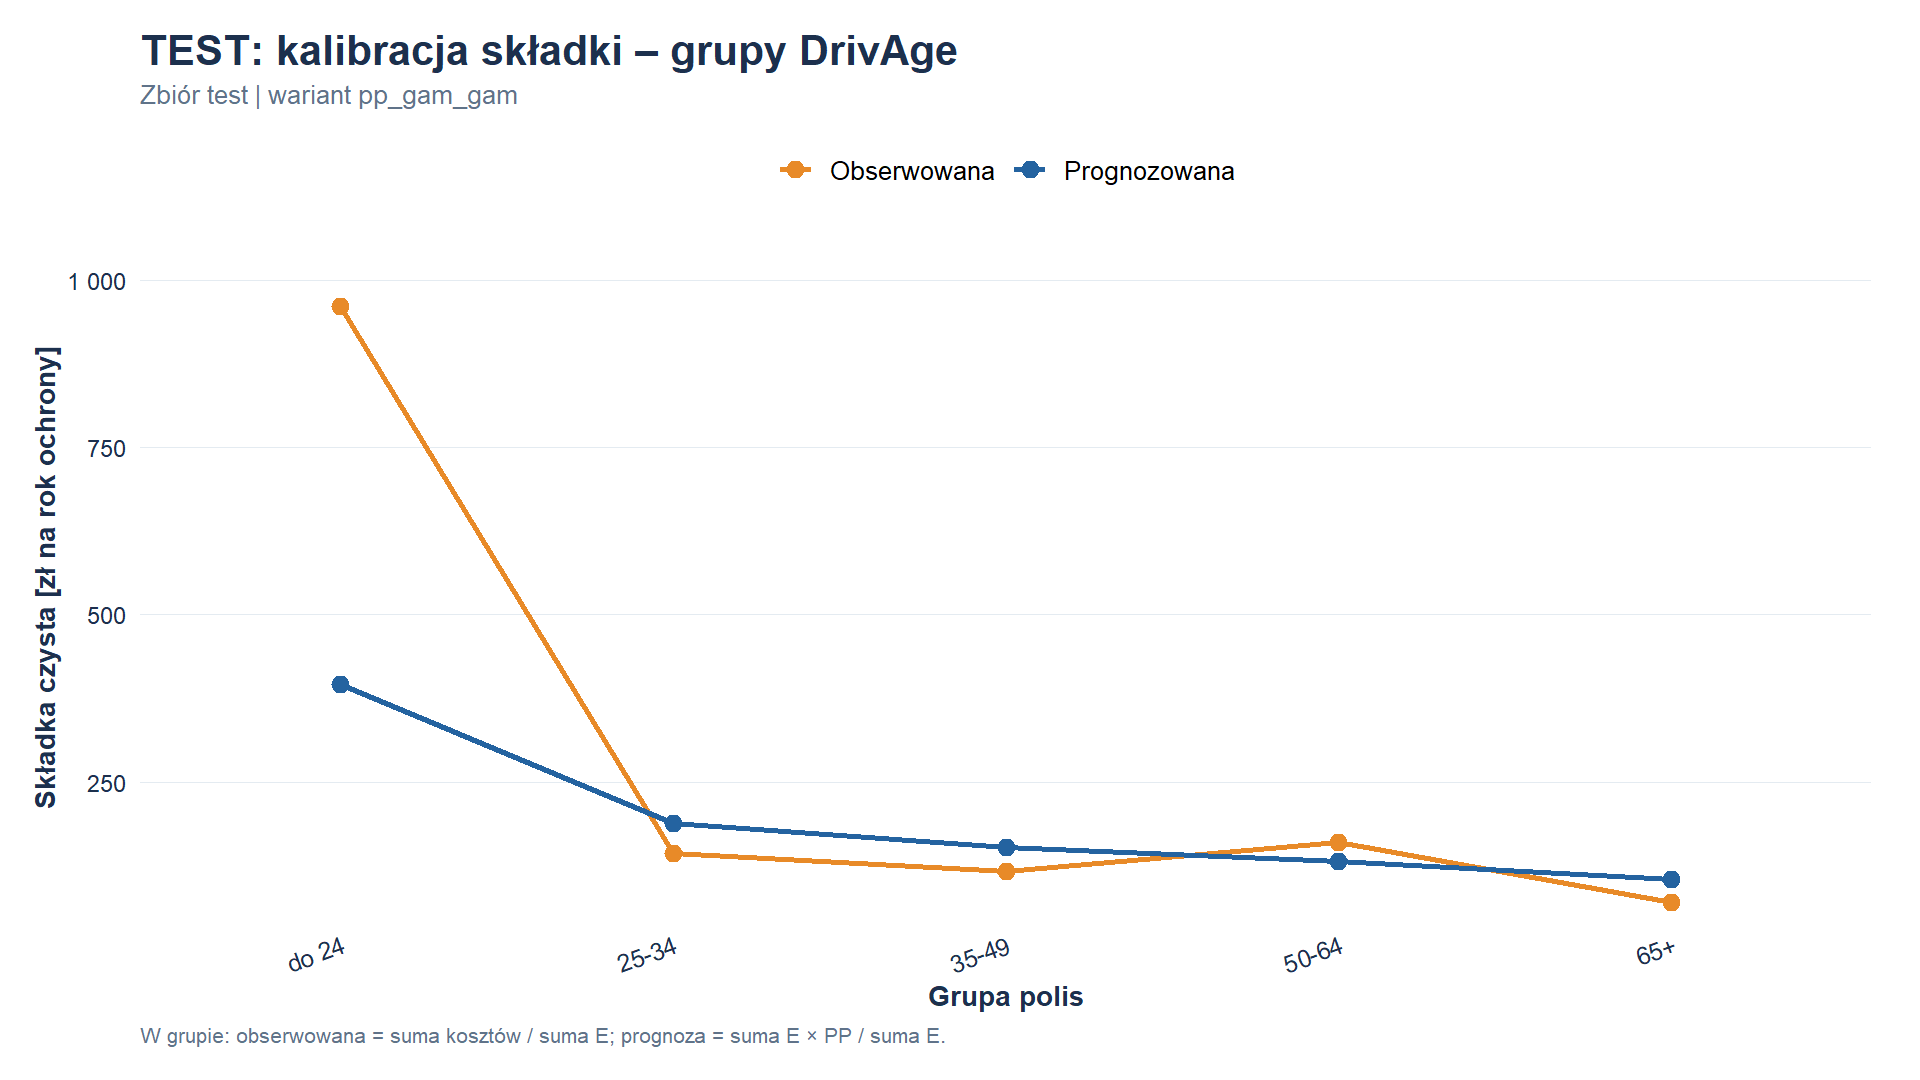 TEST: kalibracja składki – grupy DrivAge
Zbiór test | wariant pp_gam_gam
Obserwowana
Prognozowana
Składka czysta [zł na rok ochrony]
1 000
750
500
250
do 24
25-34
35-49
50-64
65+
Grupa polis
W grupie: obserwowana = suma kosztów / suma E; prognoza = suma E × PP / suma E.